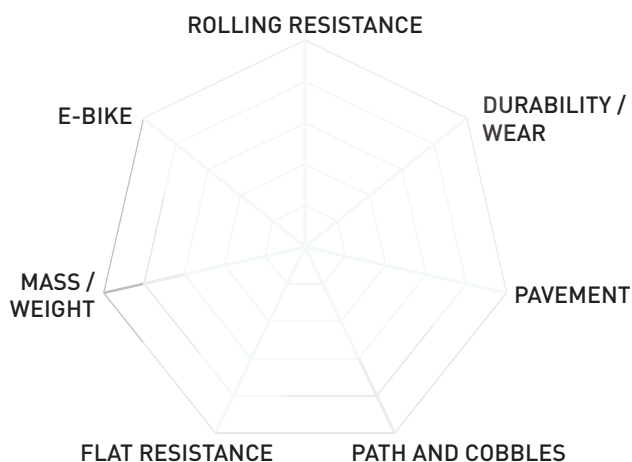 ROLLING RESISTANCE
E-BIKE
DURABILITY /
WEAR
MASS /
WEIGHT
PAVEMENT
FLAT RESISTANCE
PATH AND COBBLES